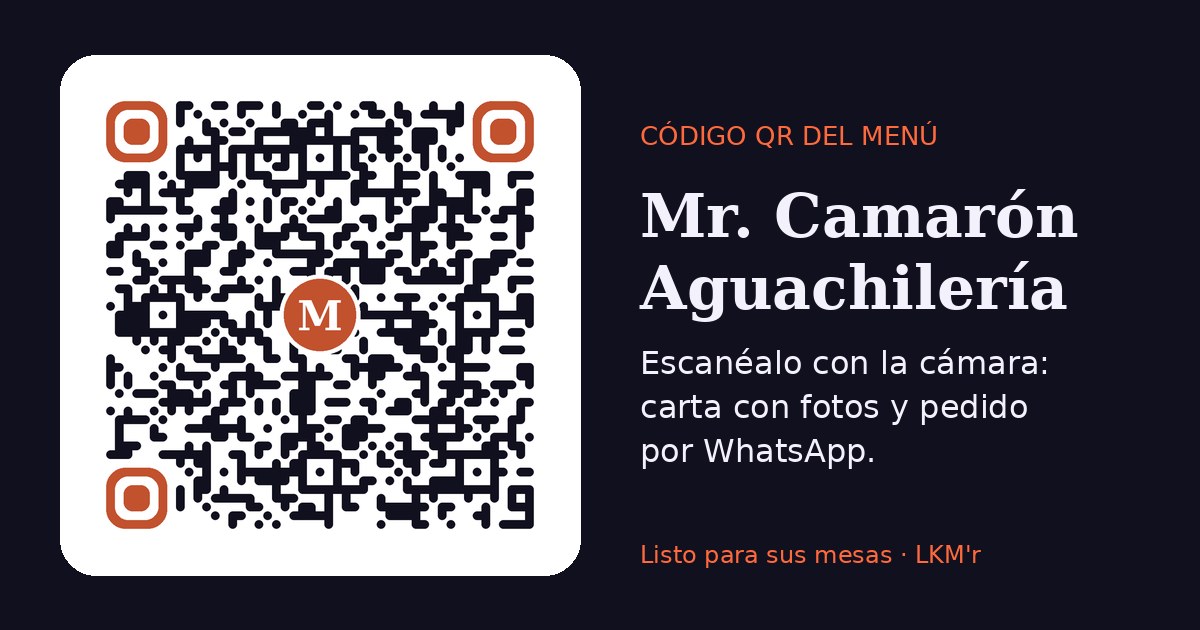 M
CÓDIGO QR DEL MENÚ
Mr. Camarón
Aguachilería
Escanéalo con la cámara:
carta con fotos y pedido
por WhatsApp.
Listo para sus mesas · LKM'r